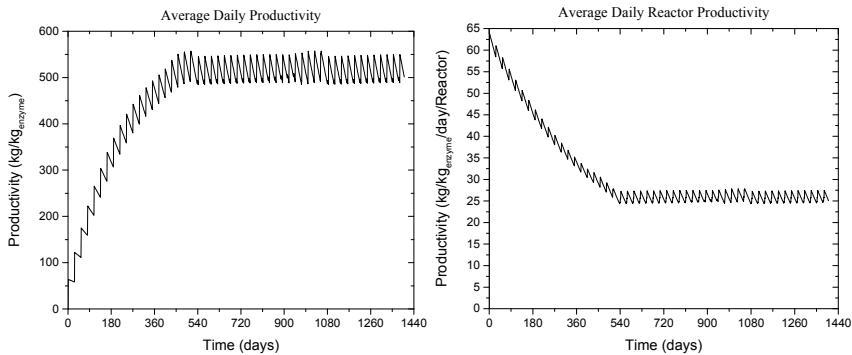 Average Daily Productivity
Productivity (kg/kg_enzyme)
600
500
400
300
200
100
0
0 180 360 540 720 900 1080 1260 1440
Time (days)
Average Daily Reactor Productivity
Productivity (kg/kg_enzyme/day/Reactor)
65
60
55
50
45
40
35
30
25
20
15
10
5
0
0 180 360 540 720 900 1080 1260 1440
Time (days)